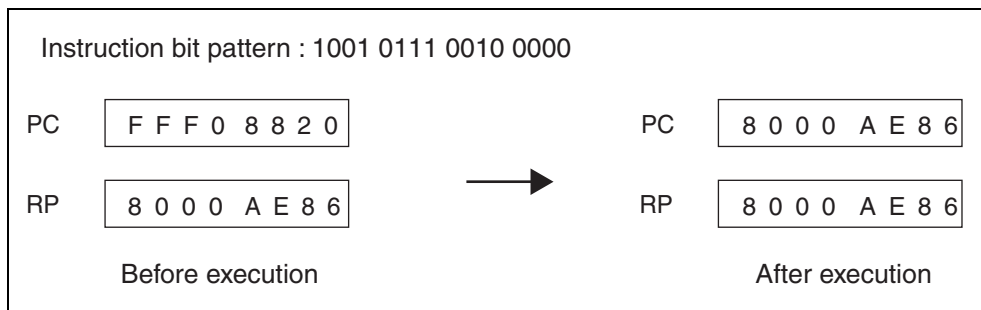 Instruction bit pattern : 1001 0111 0010 0000
PC F F F 0 8 8 2 0 PC 8 0 0 0 A E 8 6
RP 8 0 0 0 A E 8 6 RP 8 0 0 0 A E 8 6
Before execution After execution